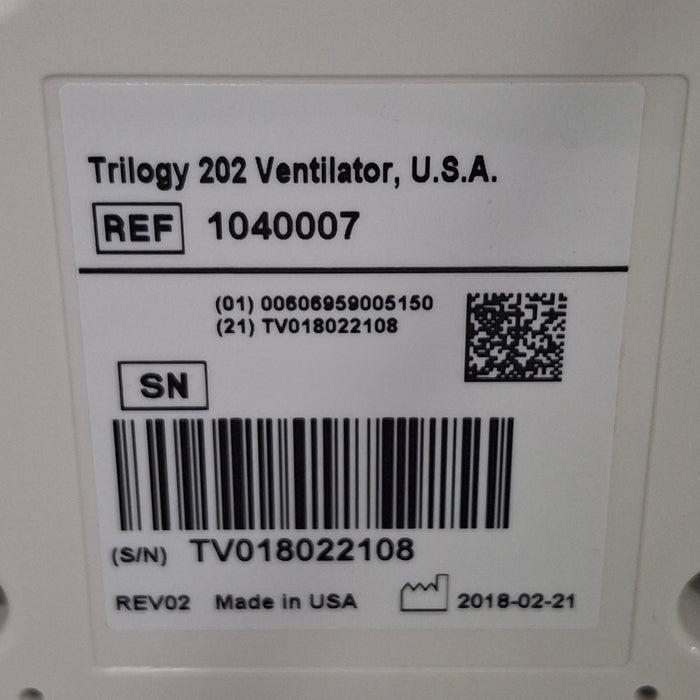 Trilogy 202 Ventilator, U.S.A.
REF 1040007
(01) 00606959005150
(21) TV018022108
SN
(S/N) TV018022108
REV02 Made in USA 2018-02-21